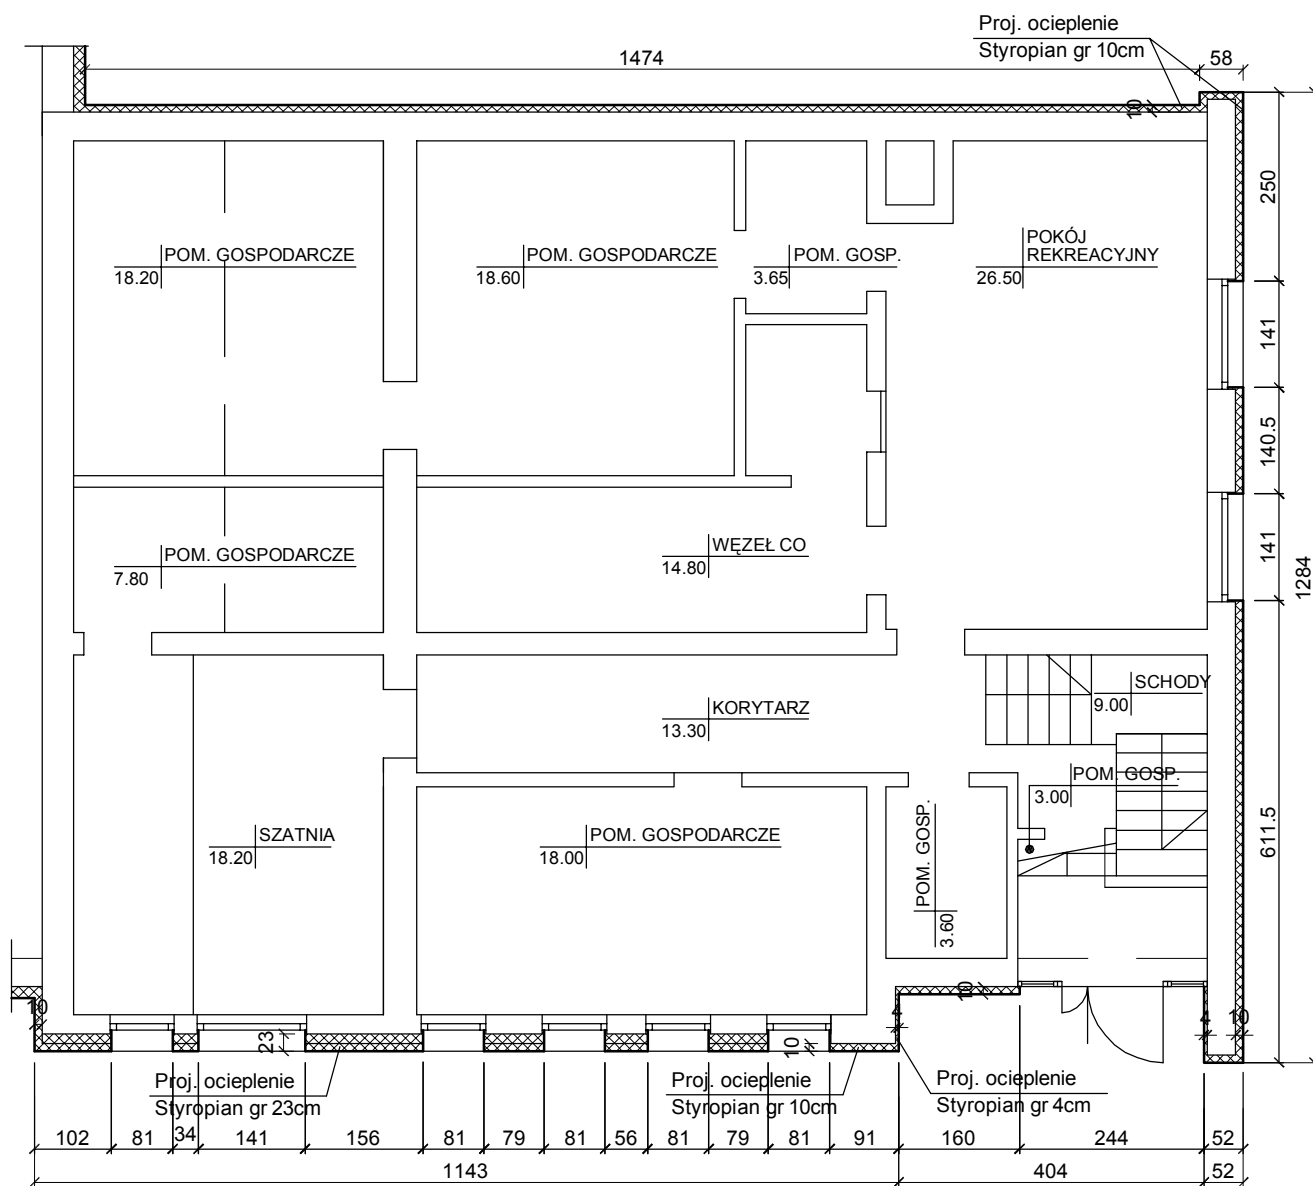 Proj. ocieplenie
Styropian gr 10cm
1474
58
10
250
POM. GOSPODARCZE
18.20
POM. GOSPODARCZE
18.60
POM. GOSP.
3.65
POKÓJ
REKREACYJNY
26.50
141
140.5
141
1284
POM. GOSPODARCZE
7.80
WĘZEŁ CO
14.80
KORYTARZ
13.30
SCHODY
9.00
POM. GOSP.
3.00
SZATNIA
18.20
POM. GOSPODARCZE
18.00
POM. GOSP.
3.60
611.5
10
23
10
4
10
4
10
Proj. ocieplenie
Styropian gr 23cm
Proj. ocieplenie
Styropian gr 10cm
Proj. ocieplenie
Styropian gr 4cm
102
81
34
141
156
81
79
81
56
81
79
81
91
160
244
52
1143
404
52